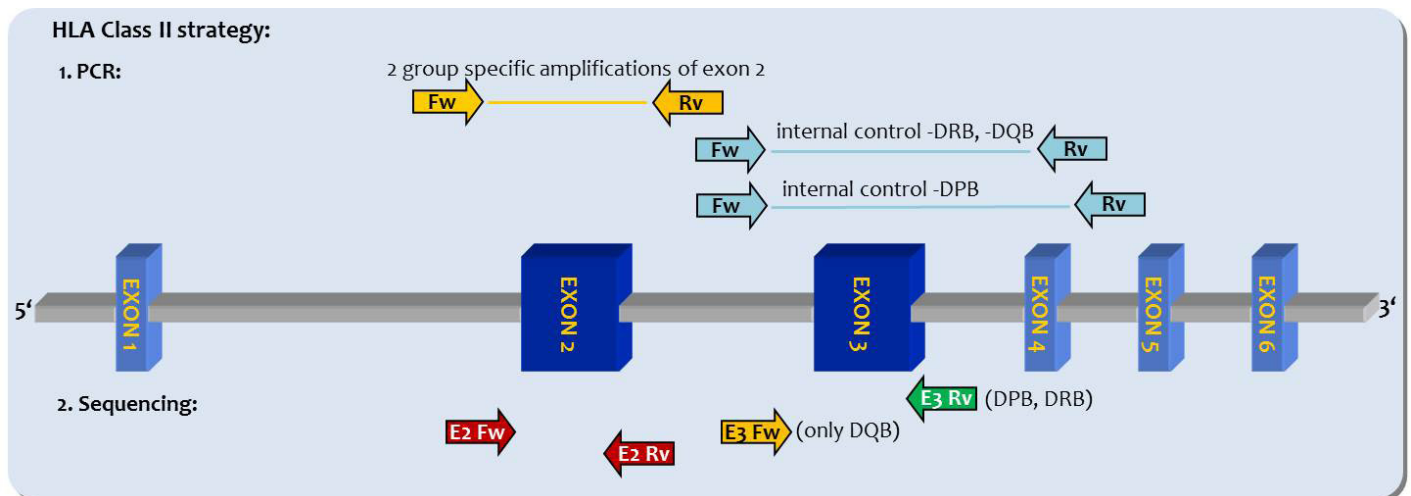 HLA Class II strategy:
1. PCR:
2 group specific amplifications of exon 2
Fw Rv
internal control -DRB, -DQB
Fw Rv
internal control -DPB
Fw Rv
5‘ EXON 1 EXON 2 EXON 3 EXON 4 EXON 5 EXON 6 3‘
2. Sequencing:
E3 Rv (DPB, DRB)
E2 Fw E3 Fw (only DQB)
E2 Rv